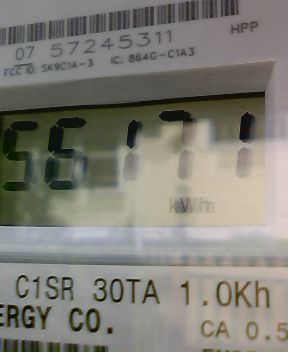 07 57245311
HPP
FCC ID: SK9C1A-3 IC: 864G-C1A3
56171
kWh
C1SR 30TA 1.0Kh
ERGY CO.
CA 0.5